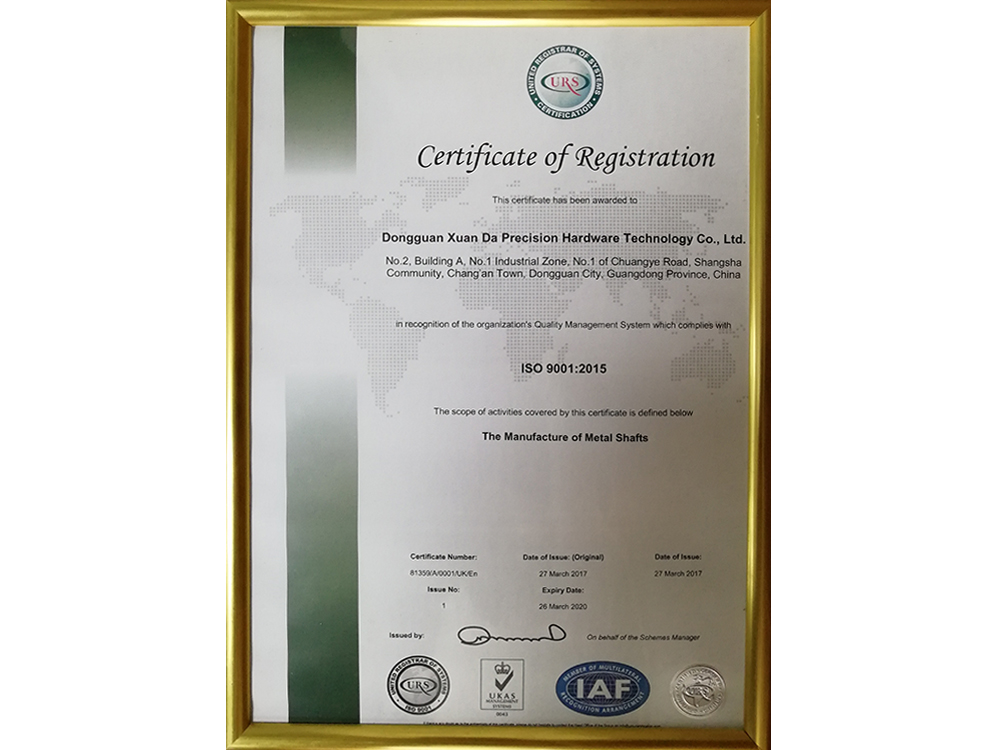 UNITED REGISTRAR OF SYSTEMS
URS
CERTIFICATION
Certificate of Registration
This certificate has been awarded to
Dongguan Xuan Da Precision Hardware Technology Co., Ltd.
No.2, Building A, No.1 Industrial Zone, No.1 of Chuangye Road, Shangsha
Community, Chang'an Town, Dongguan City, Guangdong Province, China
in recognition of the organization's Quality Management System which complies with
ISO 9001:2015
The scope of activities covered by this certificate is defined below
The Manufacture of Metal Shafts
Certificate Number: Date of Issue: (Original) Date of Issue:
81359/A/0001/UK/En 27 March 2017 27 March 2017
Issue No: Expiry Date:
1 26 March 2020
Issued by: On behalf of the Schemes Manager
UNITED REGISTRAR OF SYSTEMS
URS
ISO 9001
UKAS
MANAGEMENT
SYSTEMS
0043
MEMBER OF MULTILATERAL
IAF
RECOGNITION ARRANGEMENT